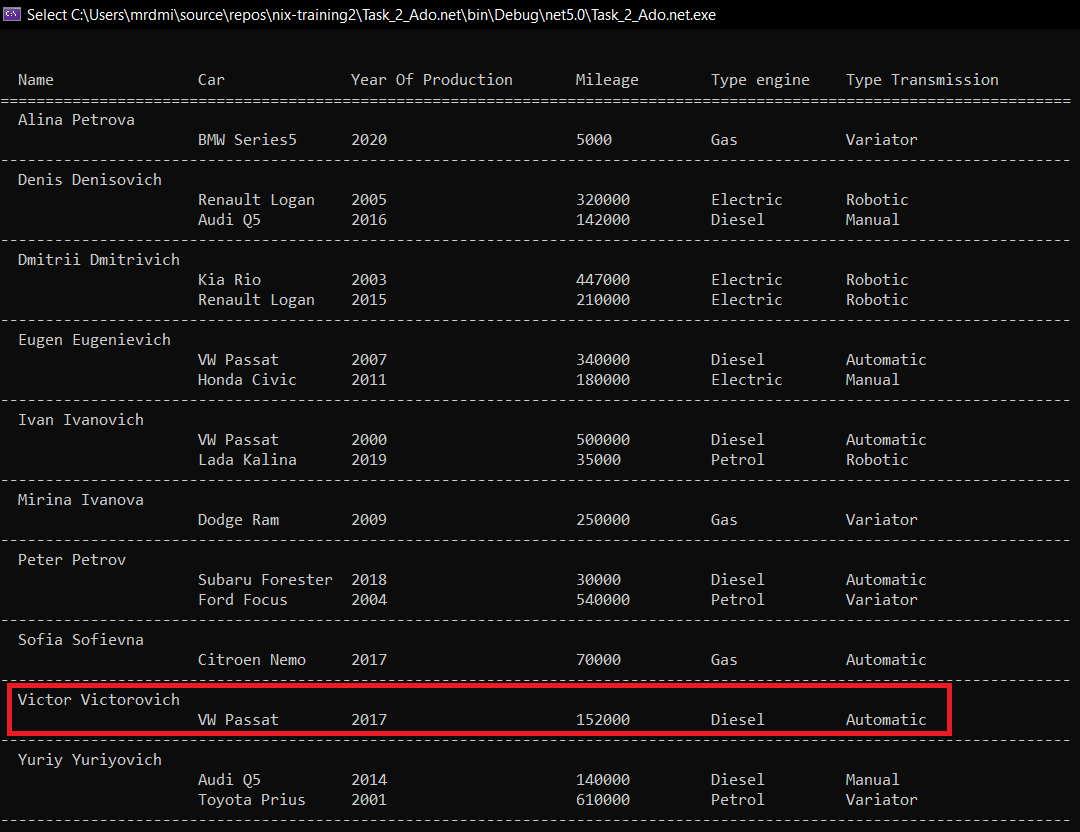 Select C:\Users\mrdmi\source\repos\nix-training2\Task_2_Ado.net\bin\Debug\net5.0\Task_2_Ado.net.exe
Name Car Year Of Production Mileage Type engine Type Transmission
Alina Petrova
BMW Series5 2020 5000 Gas Variator
Denis Denisovich
Renault Logan 2005 320000 Electric Robotic
Audi Q5 2016 142000 Diesel Manual
Dmitrii Dmitrivich
Kia Rio 2003 447000 Electric Robotic
Renault Logan 2015 210000 Electric Robotic
Eugen Eugenievich
VW Passat 2007 340000 Diesel Automatic
Honda Civic 2011 180000 Electric Manual
Ivan Ivanovich
VW Passat 2000 500000 Diesel Automatic
Lada Kalina 2019 35000 Petrol Robotic
Mirina Ivanova
Dodge Ram 2009 250000 Gas Variator
Peter Petrov
Subaru Forester 2018 30000 Diesel Automatic
Ford Focus 2004 540000 Petrol Variator
Sofia Sofievna
Citroen Nemo 2017 70000 Gas Automatic
Victor Victorovich
VW Passat 2017 152000 Diesel Automatic
Yuriy Yuriyovich
Audi Q5 2014 140000 Diesel Manual
Toyota Prius 2001 610000 Petrol Variator